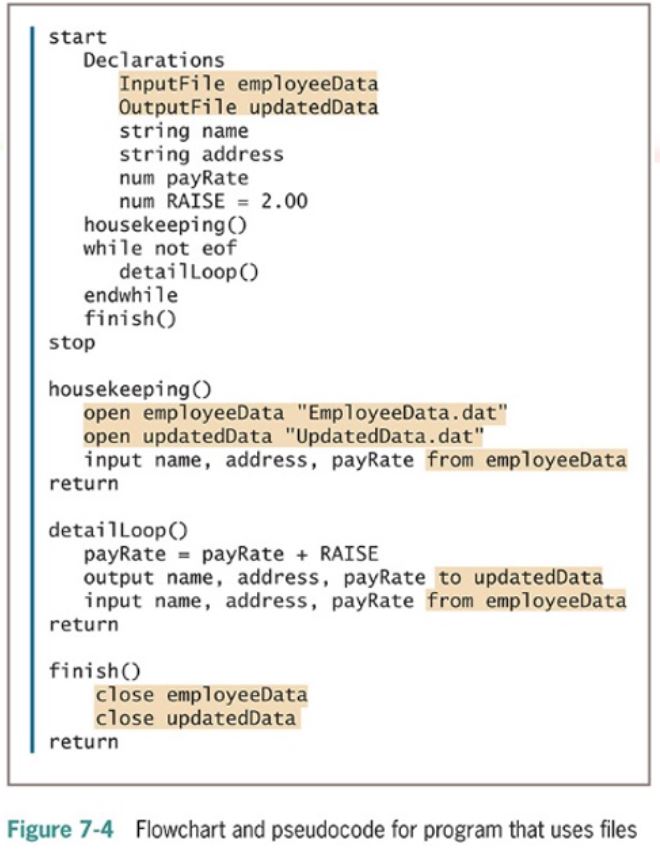 start
Declarations
InputFile employeeData
OutputFile updatedData
string name
string address
num payRate
num RAISE = 2.00
housekeeping()
while not eof
detailLoop()
endwhile
finish()
stop
housekeeping()
open employeeData "EmployeeData.dat"
open updatedData "UpdatedData.dat"
input name, address, payRate from employeeData
return
detailLoop()
payRate = payRate + RAISE
output name, address, payRate to updatedData
input name, address, payRate from employeeData
return
finish()
close employeeData
close updatedData
return
Figure 7-4 Flowchart and pseudocode for program that uses files